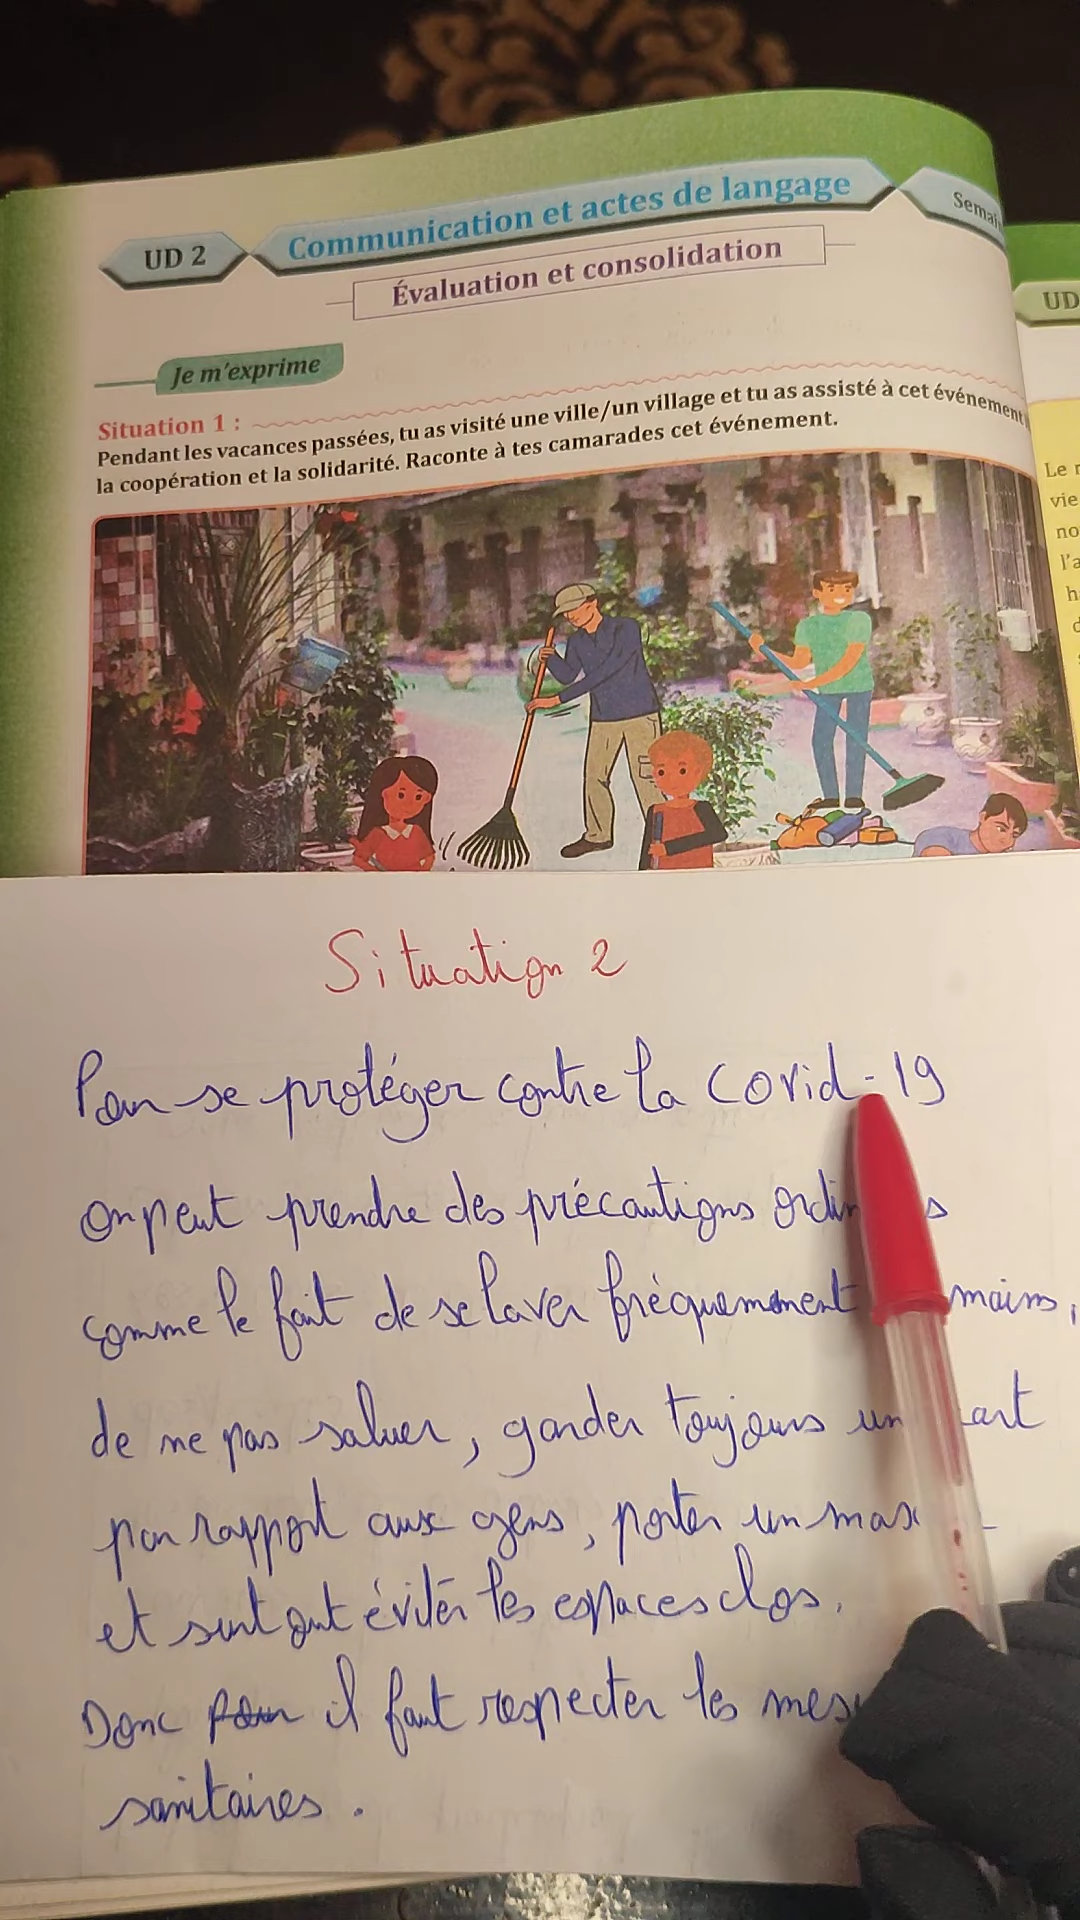 UD 2
Communication et actes de langage
Évaluation et consolidation
Je m'exprime
Situation 1 :
Pendant les vacances passées, tu as visité une ville/un village et tu as assisté à cet événement
la coopération et la solidarité. Raconte à tes camarades cet événement.
UD
Le
vie
Situation 2
Pour se protéger contre la covid-19
on peut prendre des précautions
comme le fait de se laver fréquemment mains,
de ne pas saluer, garder toujours un
par rapport aux gens, porter un
et surtout éviter les espaces clos.
Donc pour il faut respecter les
sanitaires.